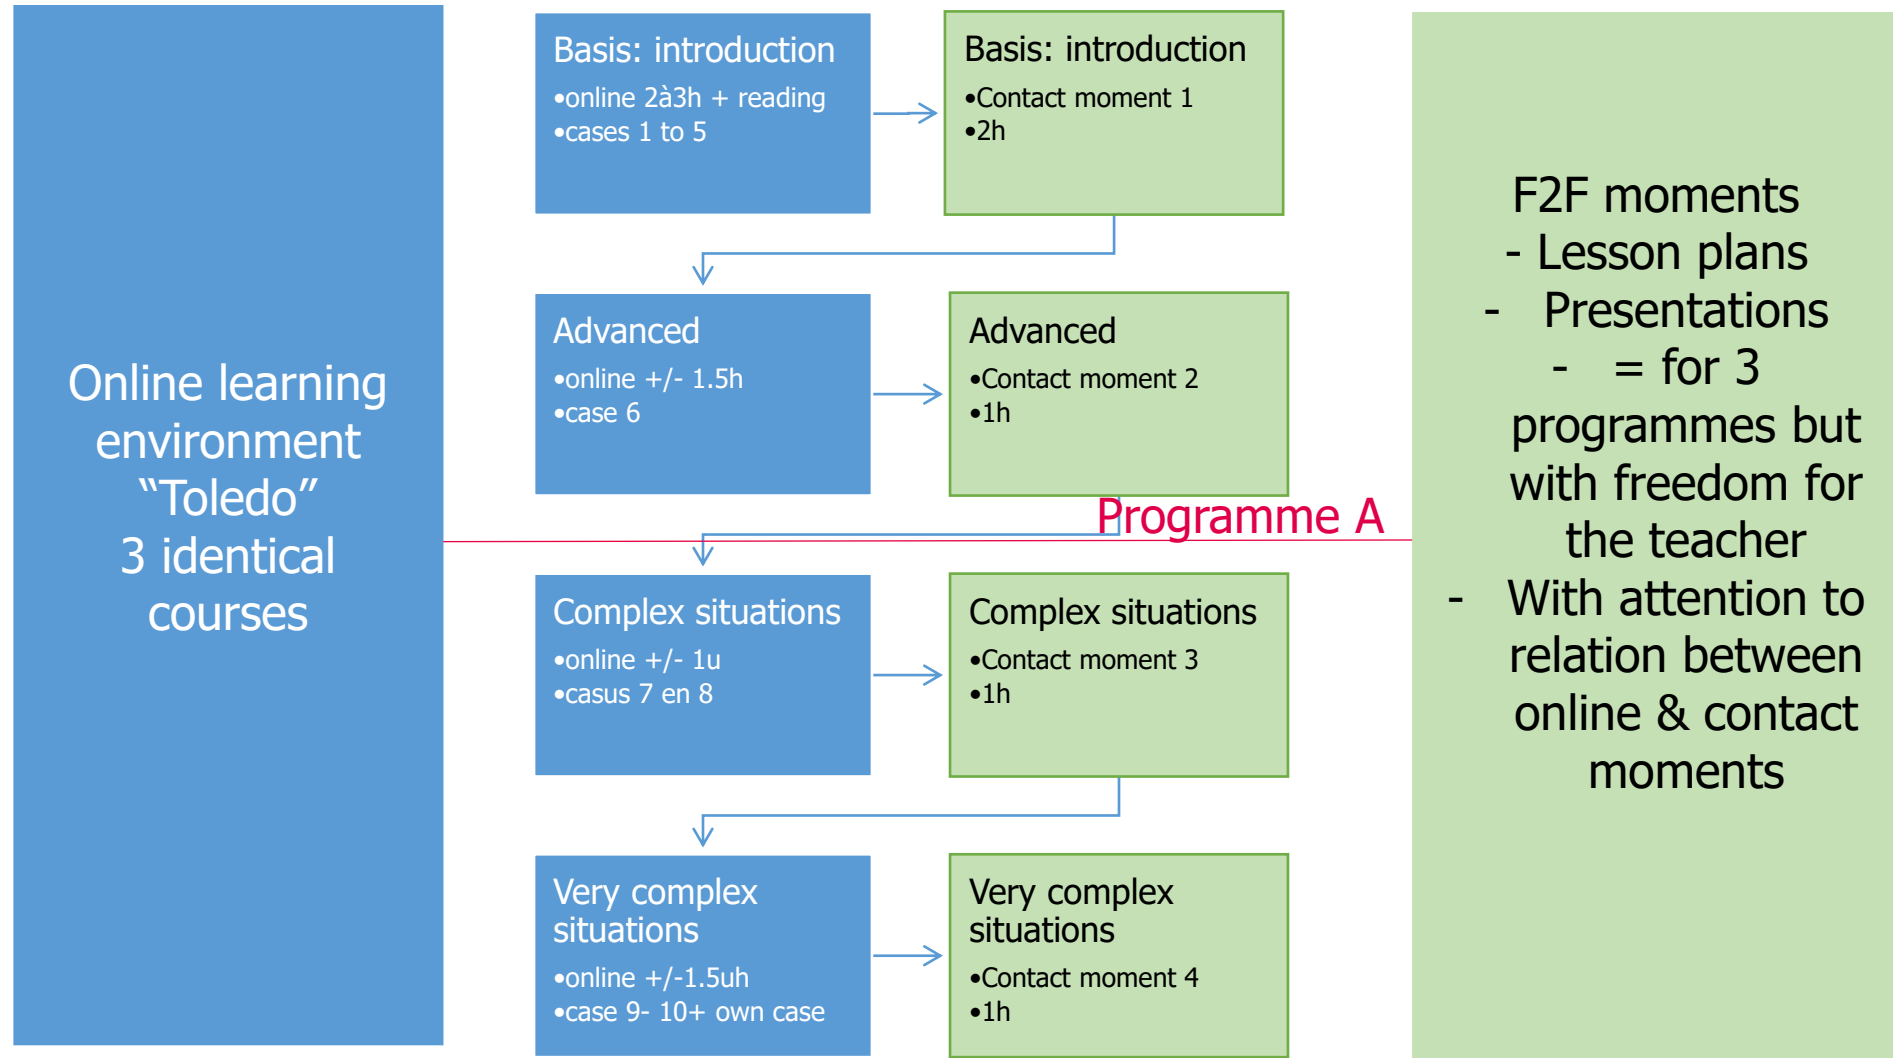 Online learning
environment
“Toledo”
3 identical
courses
Basis: introduction
•online 2à3h + reading
•cases 1 to 5
Basis: introduction
•Contact moment 1
•2h
Advanced
•online +/- 1.5h
•case 6
Advanced
•Contact moment 2
•1h
Programme A
Complex situations
•online +/- 1u
•casus 7 en 8
Complex situations
•Contact moment 3
•1h
Very complex
situations
•online +/-1.5uh
•case 9- 10+ own case
Very complex
situations
•Contact moment 4
•1h
F2F moments
- Lesson plans
- Presentations
- = for 3
programmes but
with freedom for
the teacher
- With attention to
relation between
online & contact
moments